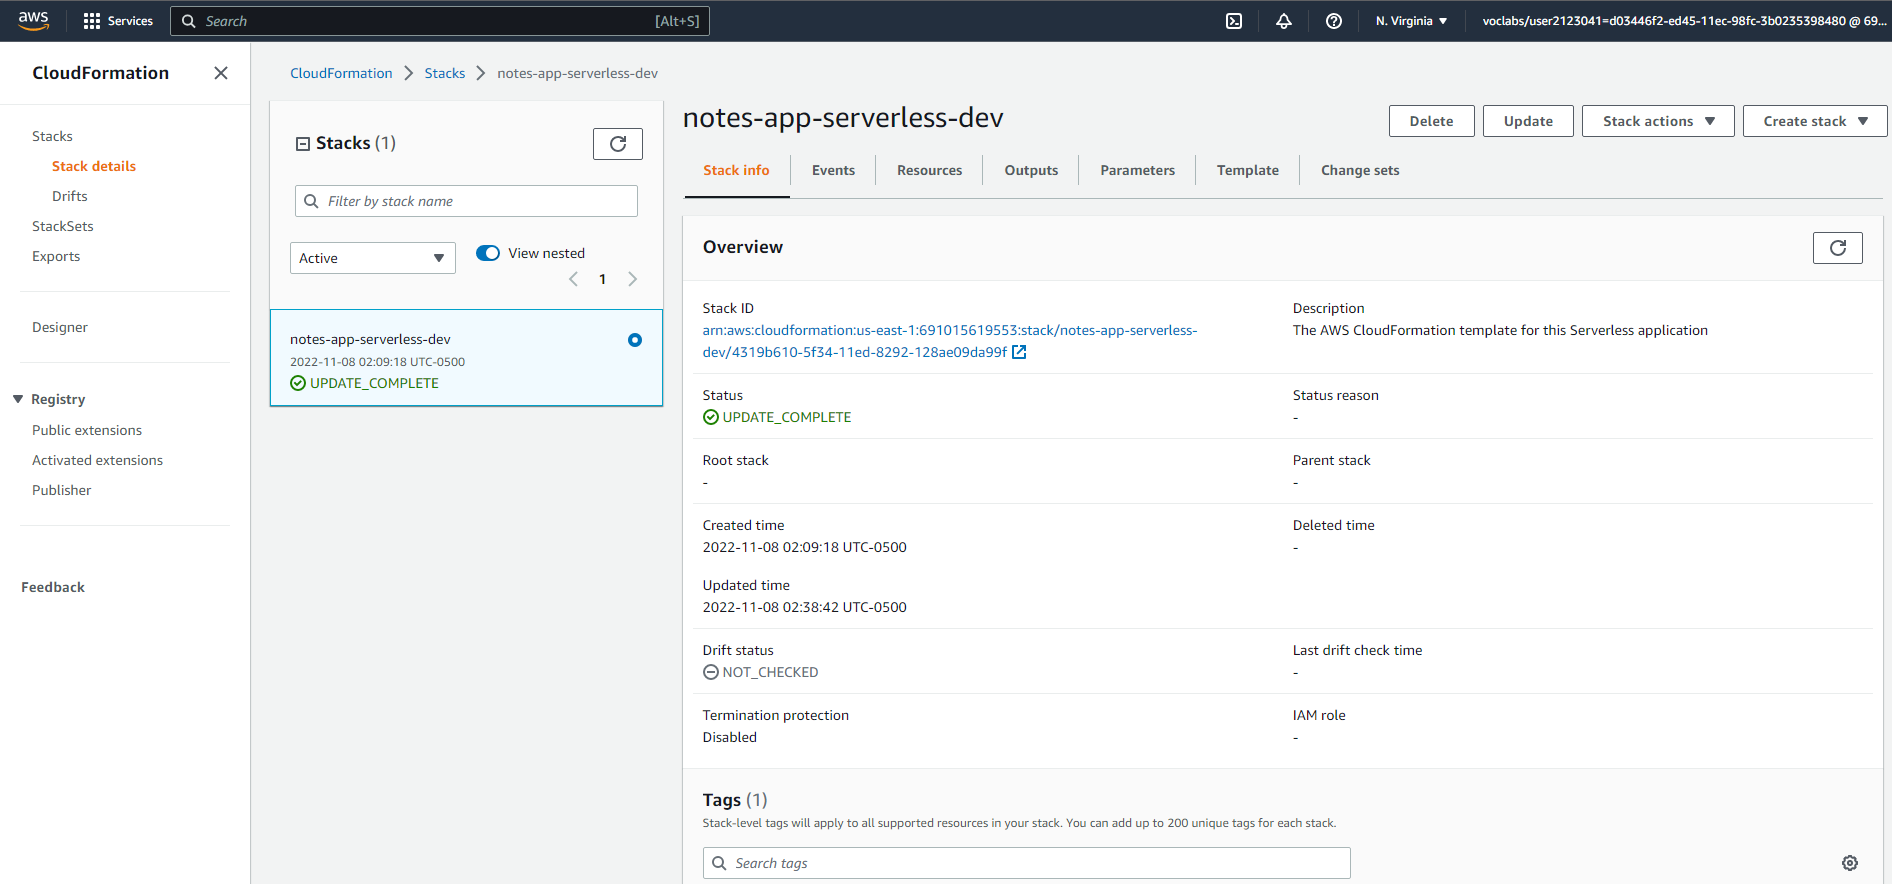 aws
Services
Search
[Alt+S]
N. Virginia
voclabs/user2123041=d03446f2-ed45-11ec-98fc-3b0235398480 @ 69...
CloudFormation
Stacks
Stack details
Drifts
StackSets
Exports
Designer
Registry
Public extensions
Activated extensions
Publisher
Feedback
CloudFormation
Stacks
notes-app-serverless-dev
Stacks (1)
Filter by stack name
Active
View nested
1
notes-app-serverless-dev
2022-11-08 02:09:18 UTC-0500
UPDATE_COMPLETE
notes-app-serverless-dev
Delete
Update
Stack actions
Create stack
Stack info
Events
Resources
Outputs
Parameters
Template
Change sets
Overview
Stack ID
arn:aws:cloudformation:us-east-1:691015619553:stack/notes-app-serverless-
dev/4319b610-5f34-11ed-8292-128ae09da99f
Description
The AWS CloudFormation template for this Serverless application
Status
UPDATE_COMPLETE
Status reason
-
Root stack
-
Parent stack
-
Created time
2022-11-08 02:09:18 UTC-0500
Deleted time
-
Updated time
2022-11-08 02:38:42 UTC-0500
Drift status
NOT_CHECKED
Last drift check time
-
Termination protection
Disabled
IAM role
-
Tags (1)
Stack-level tags will apply to all supported resources in your stack. You can add up to 200 unique tags for each stack.
Search tags